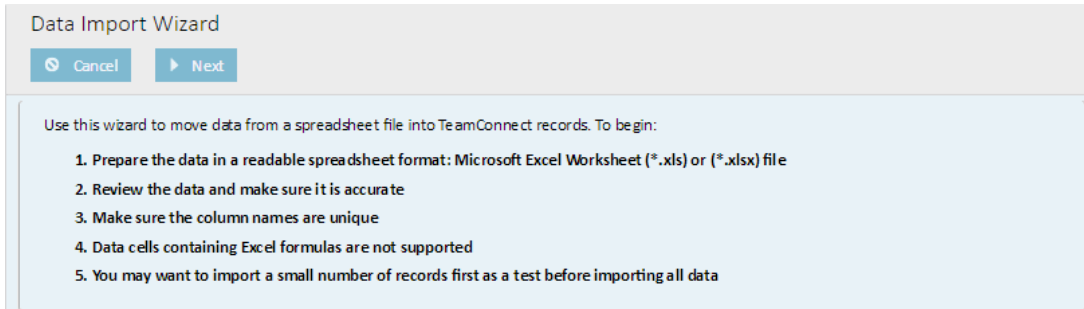 Data Import Wizard
Cancel
Next
Use this wizard to move data from a spreadsheet file into TeamConnect records. To begin:
1. Prepare the data in a readable spreadsheet format: Microsoft Excel Worksheet (*.xls) or (*.xlsx) file
2. Review the data and make sure it is accurate
3. Make sure the column names are unique
4. Data cells containing Excel formulas are not supported
5. You may want to import a small number of records first as a test before importing all data